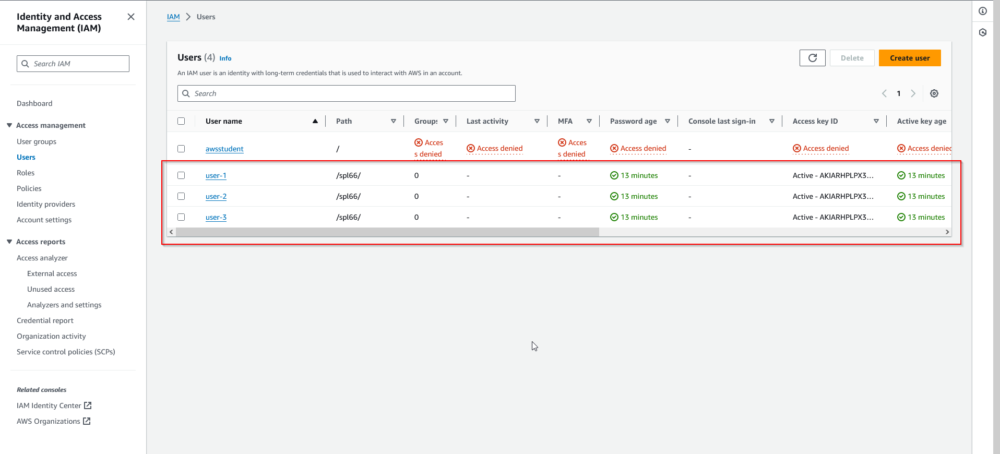 Identity and Access
Management (IAM)
Search IAM
Dashboard
Access management
User groups
Users
Roles
Policies
Identity providers
Account settings
Access reports
Access analyzer
External access
Unused access
Analyzers and settings
Credential report
Organization activity
Service control policies (SCPs)
Related consoles
IAM Identity Center
AWS Organizations
IAM > Users
Users (4) Info
Delete
Create user
An IAM user is an identity with long-term credentials that is used to interact with AWS in an account.
Search
1
User name Path Groups Last activity MFA Password age Console last sign-in Access key ID Active key age
awsstudent / Acces
s denied Access denied Acces
s denied Access denied - Access denied Access denied
user-1 /spl66/ 0 - - 13 minutes - Active - AKIARHPLPX3... 13 minutes
user-2 /spl66/ 0 - - 13 minutes - Active - AKIARHPLPX3... 13 minutes
user-3 /spl66/ 0 - - 13 minutes - Active - AKIARHPLPX3... 13 minutes